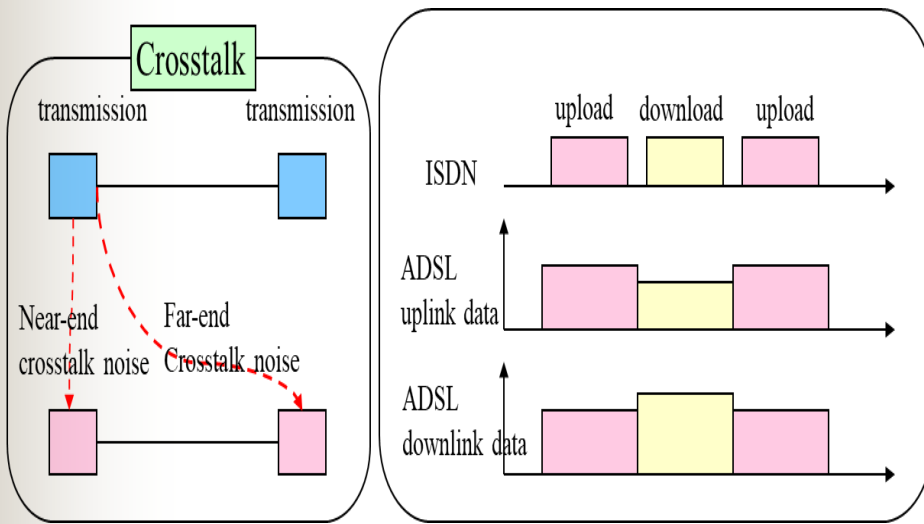 Crosstalk
transmission
transmission
Near-end
crosstalk noise
Far-end
Crosstalk noise
upload
download
upload
ISDN
ADSL
uplink data
ADSL
downlink data